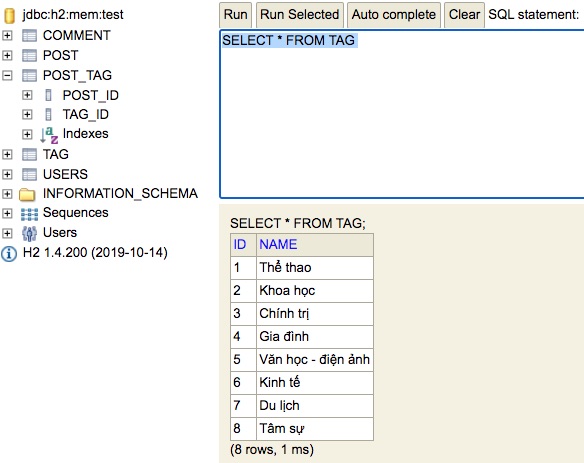 jdbc:h2:mem:test
COMMENT
POST
POST_TAG
POST_ID
TAG_ID
Indexes
TAG
USERS
INFORMATION_SCHEMA
Sequences
Users
H2 1.4.200 (2019-10-14)
Run Run Selected Auto complete Clear SQL statement:
SELECT * FROM TAG
SELECT * FROM TAG;
ID NAME
1 Thể thao
2 Khoa học
3 Chính trị
4 Gia đình
5 Văn học - điện ảnh
6 Kinh tế
7 Du lịch
8 Tâm sự
(8 rows, 1 ms)